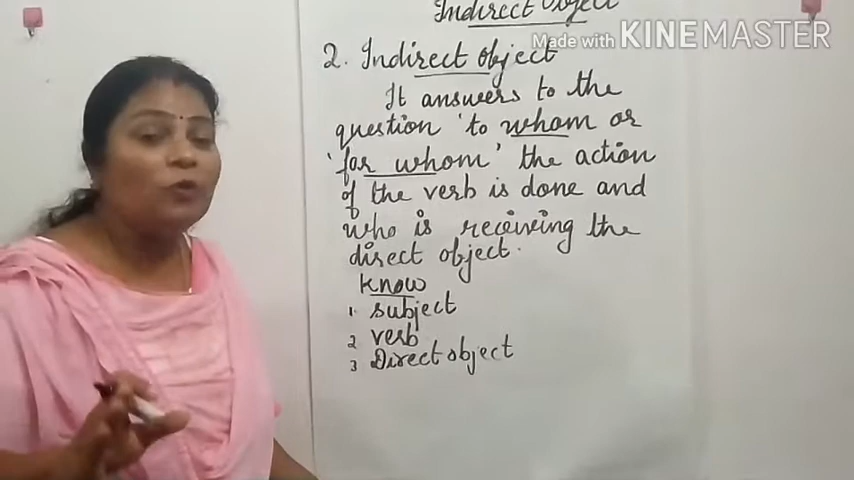 Indirect Object
Made with KINEMASTER
2. Indirect object
It answers to the
question 'to whom or
'for whom' the action
of the verb is done and
who is receiving the
direct object.
know
1. subject
2 verb
3 Direct object